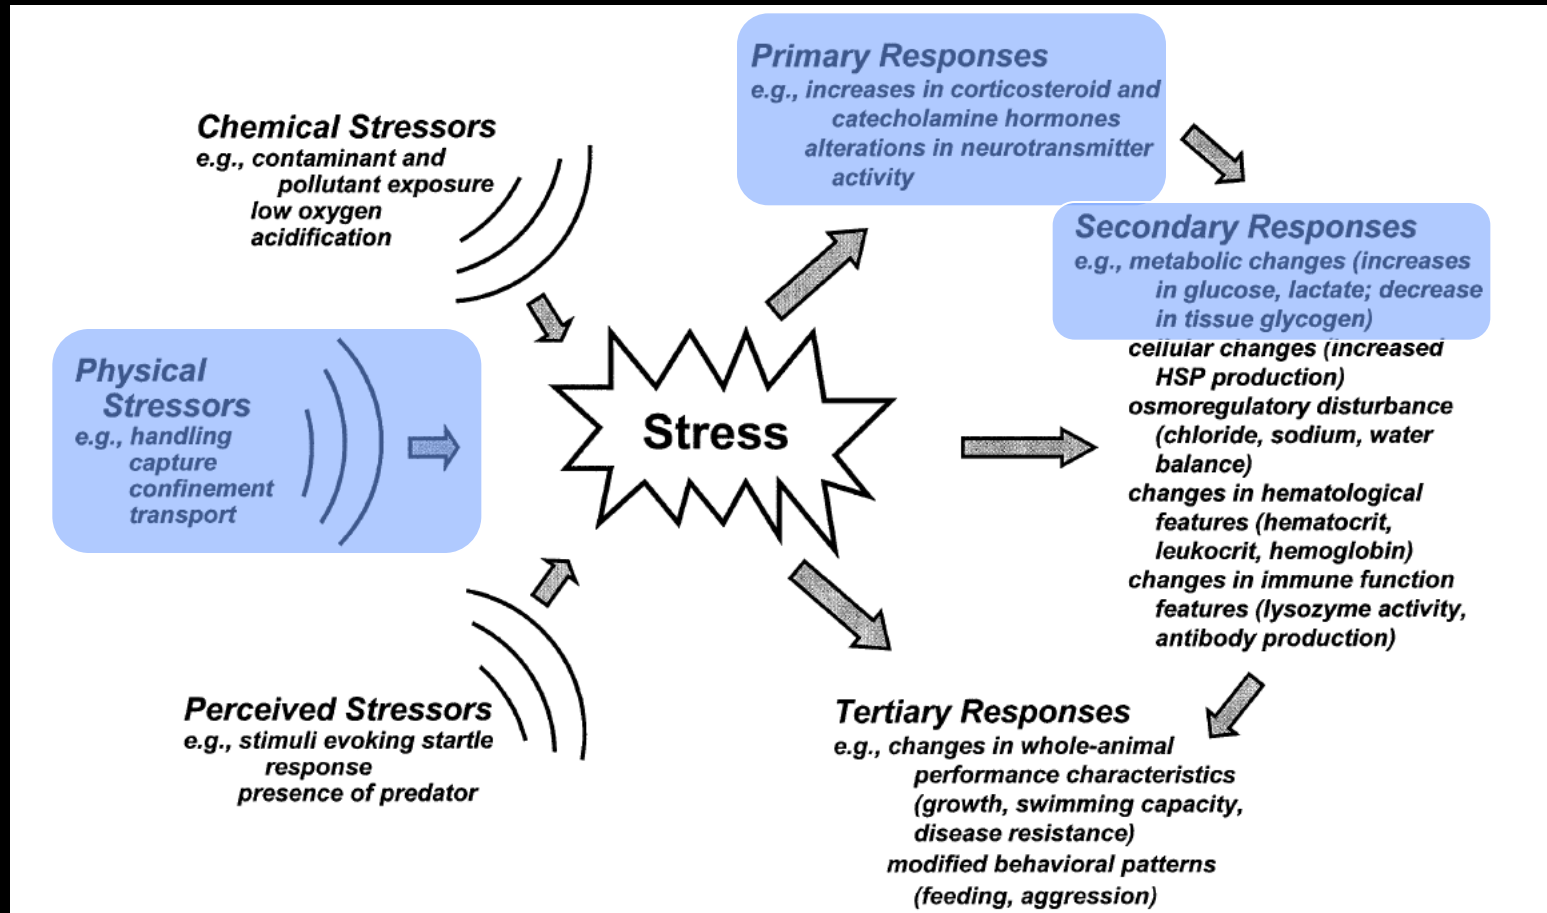 Chemical Stressors
e.g., contaminant and
pollutant exposure
low oxygen
acidification
Physical
Stressors
e.g., handling
capture
confinement
transport
Perceived Stressors
e.g., stimuli evoking startle
response
presence of predator
Stress
Primary Responses
e.g., increases in corticosteroid and
catecholamine hormones
alterations in neurotransmitter
activity
Secondary Responses
e.g., metabolic changes (increases
in glucose, lactate; decrease
in tissue glycogen)
cellular changes (increased
HSP production)
osmoregulatory disturbance
(chloride, sodium, water
balance)
changes in hematological
features (hematocrit,
leukocrit, hemoglobin)
changes in immune function
features (lysozyme activity,
antibody production)
Tertiary Responses
e.g., changes in whole-animal
performance characteristics
(growth, swimming capacity,
disease resistance)
modified behavioral patterns
(feeding, aggression)